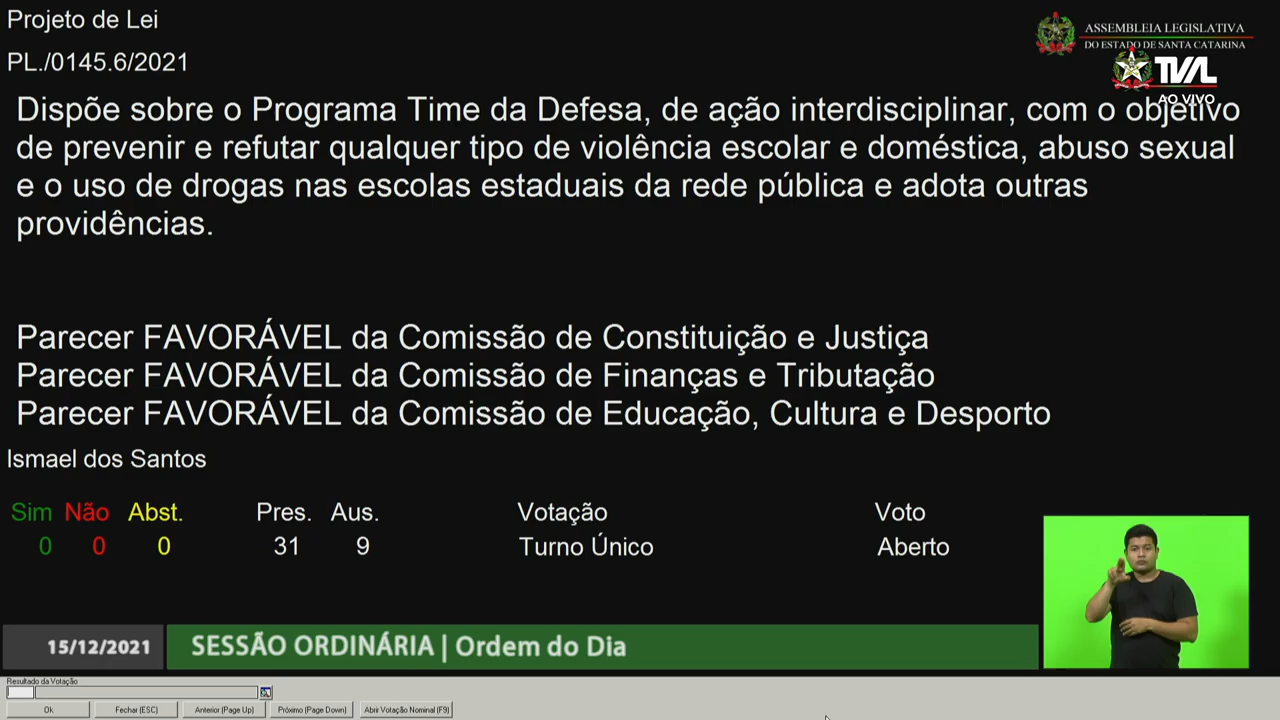 Projeto de Lei
ASSEMBLEIA LEGISLATIVA
DO ESTADO DE SANTA CATARINA
PL./0145.6/2021
TVAL
AO VIVO
Dispõe sobre o Programa Time da Defesa, de ação interdisciplinar, com o objetivo
de prevenir e refutar qualquer tipo de violência escolar e doméstica, abuso sexual
e o uso de drogas nas escolas estaduais da rede pública e adota outras
providências.
Parecer FAVORÁVEL da Comissão de Constituição e Justiça
Parecer FAVORÁVEL da Comissão de Finanças e Tributação
Parecer FAVORÁVEL da Comissão de Educação, Cultura e Desporto
Ismael dos Santos
Sim Não Abst. Pres. Aus. Votação Voto
0 0 0 31 9 Turno Único Aberto
15/12/2021 SESSÃO ORDINÁRIA | Ordem do Dia
Resultado da Votação
Ok Fechar (ESC) Anterior (Page Up) Próximo (Page Down) Abrir Votação Nominal (F9)